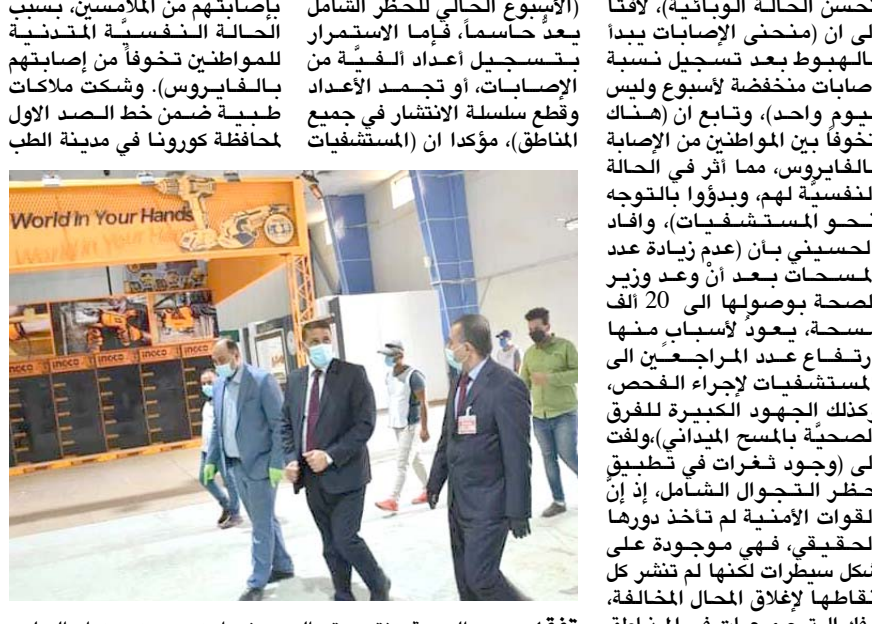 تحسن الحالة الوبائية)، لافتا
الى ان (منحنى الإصابات يبدأ
بالهبوط بعد تسجيل نسبة
إصابات منخفضة لأسبوع وليس
ليوم واحد)، وتابع ان (هناك
تخوفاً بين المواطنين من الإصابة
بالفايروس، مما أثر في الحالة
النفسيَّة لهم، وبدؤوا بالتوجه
نحو المستشفيات)، وافاد
الحسيني بأن (عدم زيادة عدد
المسحات بعد أنْ وعد وزير
الصحة بوصولها الى 20 ألف
مسحة، يعودُ لأسباب منها
ارتفاع عدد المراجعين الى
المستشفيات لإجراء الفحص،
وكذلك الجهود الكبيرة للفرق
الصحيَّة بالمسح الميداني)،ولفت
الى (وجود ثغرات في تطبيق
حظر التجوال الشامل، إذ إنَّ
القوات الأمنية لم تأخذ دورها
الحقيقي، فهي موجودة على
شكل سيطرات لكنها لم تنشر كل
نقاطها لإغلاق المحال المخالفة،
(الأسبوع الحالي للحظر الشامل
يعدُّ حاسماً، فإما الاستمرار
بتسجيل أعداد ألفيَّة من
الإصابات، أو تجمد الأعداد
وقطع سلسلة الانتشار في جميع
المناطق)، مؤكدا ان (المستشفيات
بإصابتهم من الملامسين، بسبب
الحالة النفسيَّة المتدنية
للمواطنين تخوفاً من إصابتهم
بالفايروس). وشكت ملاكات
طبية ضمن خط الصد الاول
لمحافظة كورونا في مدينة الطب
World In Your Hands
INGCO INGCO INGCO INGCO